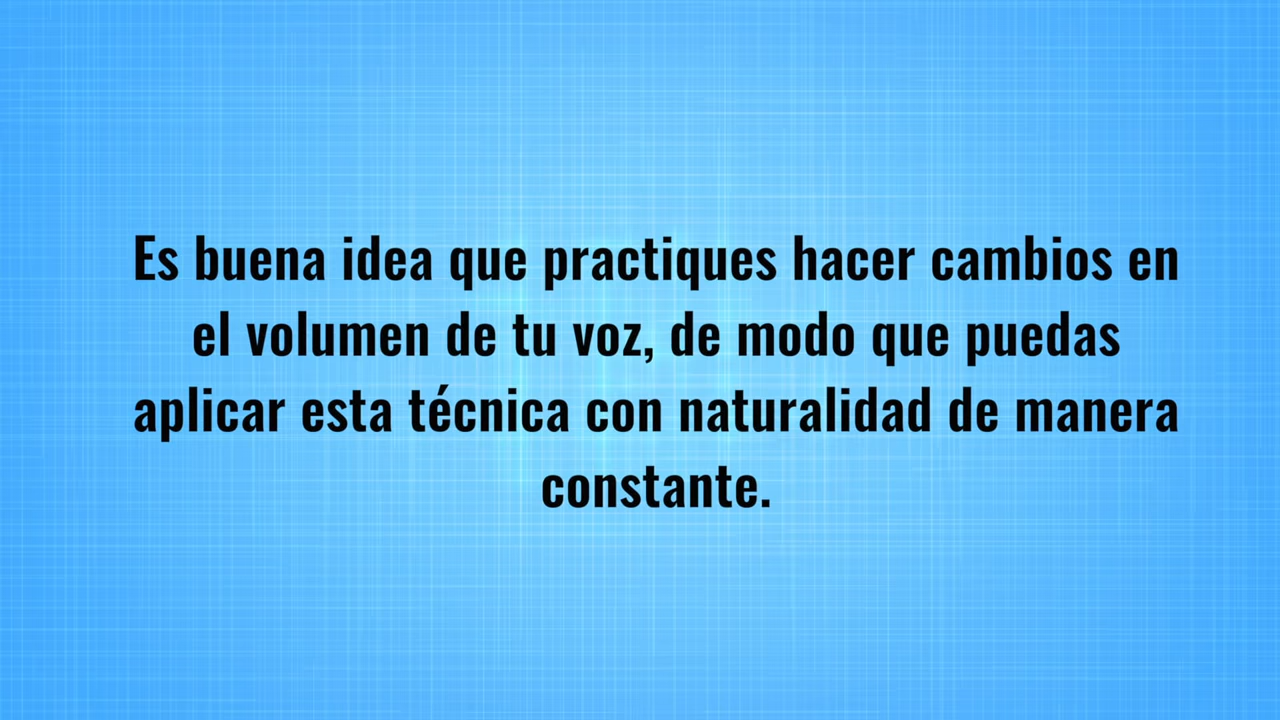 Es buena idea que practiques hacer cambios en
el volumen de tu voz, de modo que puedas
aplicar esta técnica con naturalidad de manera
constante.